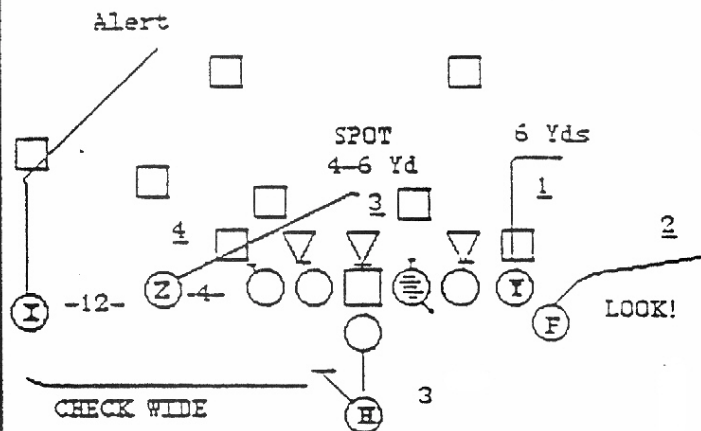 Alert
SPOT
4-6 Yd
6 Yds
1
3
4
2
I
-12-
Z
-4-
Y
F
LOOK!
CHECK WIDE
H
3